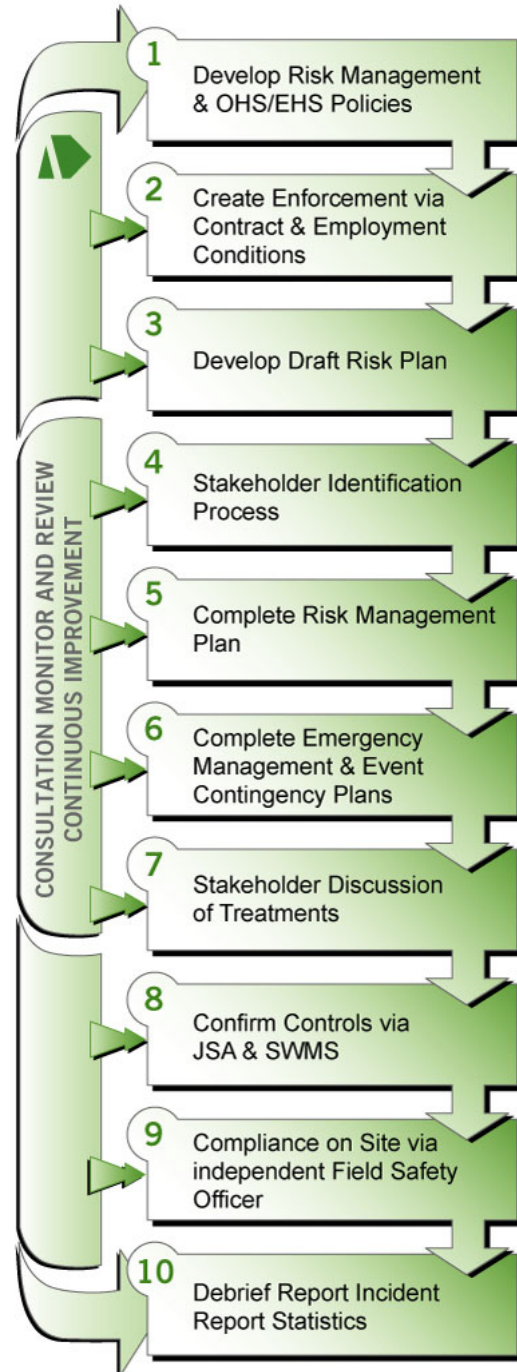 1
Develop Risk Management
& OHS/EHS Policies
2
Create Enforcement via
Contract & Employment
Conditions
3
Develop Draft Risk Plan
4
Stakeholder Identification
Process
5
Complete Risk Management
Plan
6
Complete Emergency
Management & Event
Contingency Plans
7
Stakeholder Discussion
of Treatments
8
Confirm Controls via
JSA & SWMS
9
Compliance on Site via
independent Field Safety
Officer
10
Debrief Report Incident
Report Statistics
CONSULTATION MONITOR AND REVIEW
CONTINUOUS IMPROVEMENT